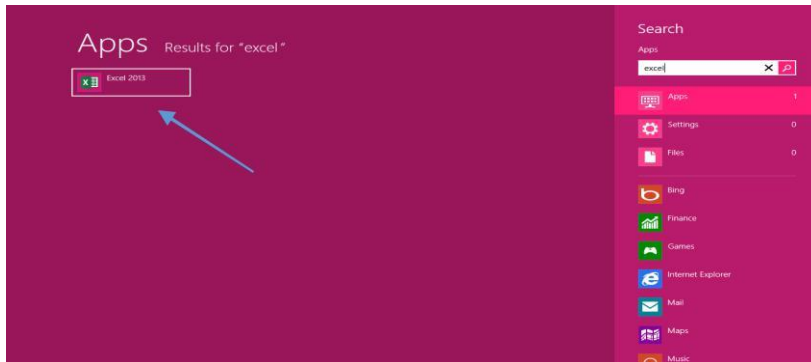 Apps Results for "excel"
Excel 2013
Search
Apps
excel
Apps 1
Settings 0
Files 0
Bing
Finance
Games
Internet Explorer
Mail
Maps
Music